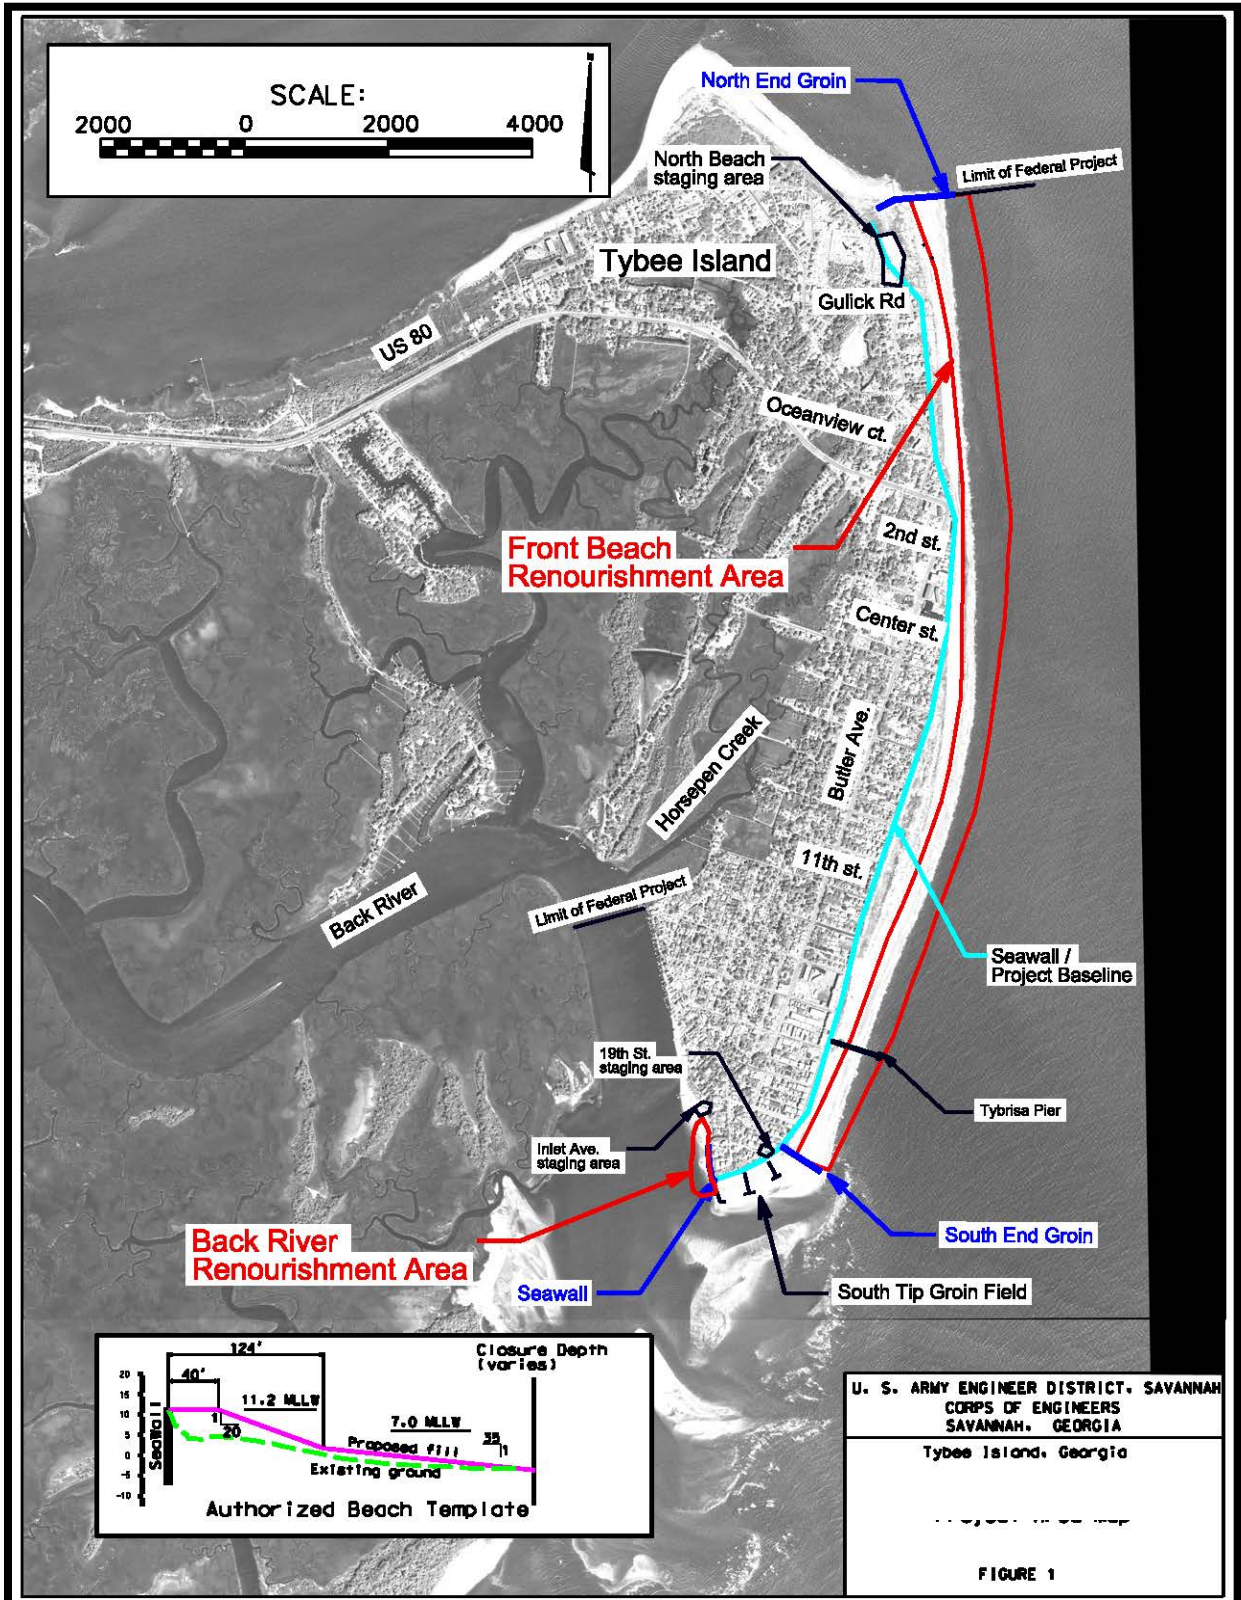 SCALE:
2000 0 2000 4000
N
North End Groin
North Beach
staging area
Limit of Federal Project
Tybee Island
Gulick Rd
US 80
Oceanview ct.
Front Beach
Renourishment Area
2nd st.
Center st.
Butler Ave.
Horsepen Creek
11th st.
Back River
Limit of Federal Project
Seawall /
Project Baseline
19th St.
staging area
Tybrisa Pier
Inlet Ave.
staging area
Back River
Renourishment Area
South End Groin
Seawall
South Tip Groin Field
124'
Closure Depth
(varies)
40'
11.2 MLLW
1
20
7.0 MLLW
35
1
20
15
10
5
0
-5
-10
SeaWall
Proposed fill
Existing ground
Authorized Beach Template
U. S. ARMY ENGINEER DISTRICT, SAVANNAH
CORPS OF ENGINEERS
SAVANNAH, GEORGIA
Tybee Island, Georgia
FIGURE 1